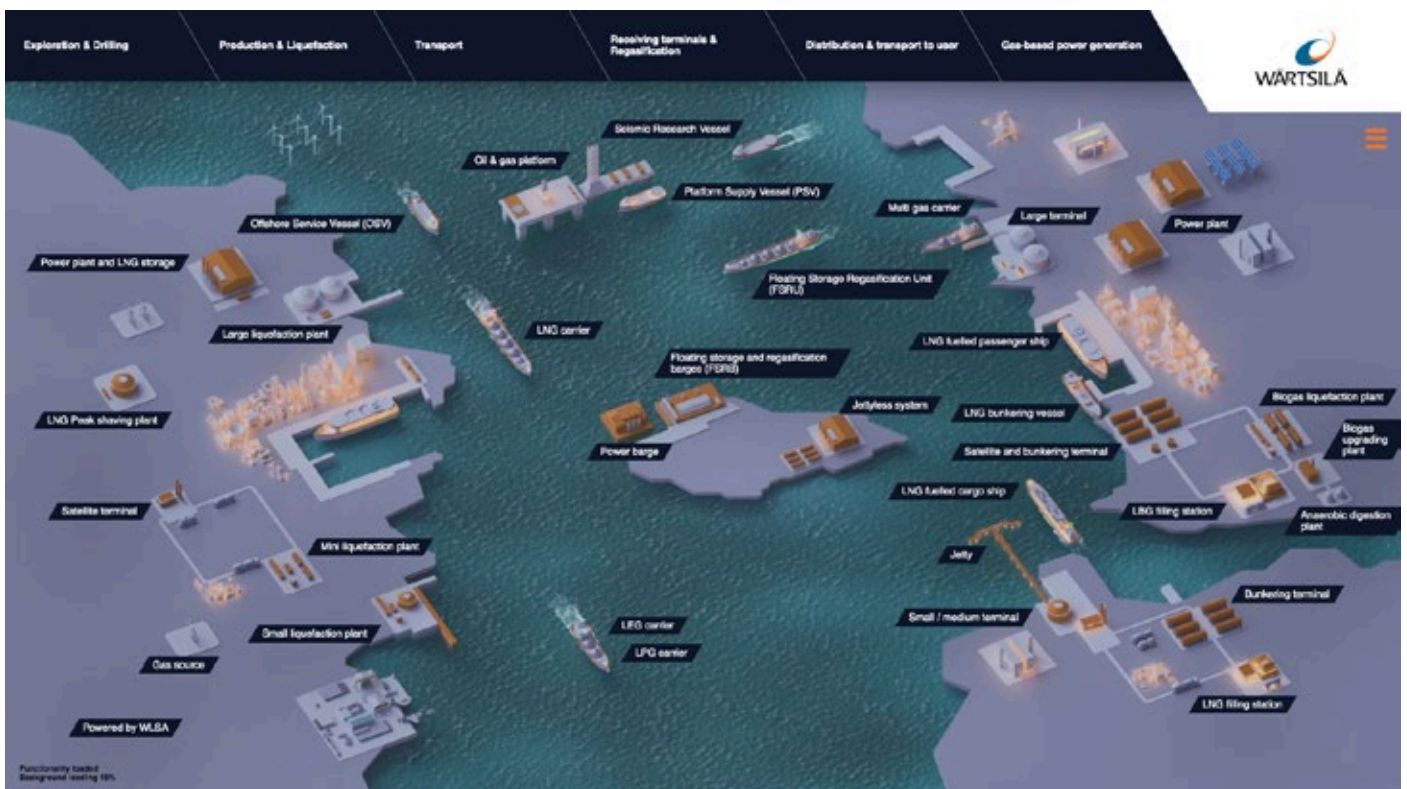 Exploration & Drilling
Production & Liquefaction
Transport
Receiving terminals &
Regasification
Distribution & transport to user
Gas-based power generation
WÄRTSILÄ
Seismic Research Vessel
Oil & gas platform
Platform Supply Vessel (PSV)
Offshore Service Vessel (OSV)
Multi gas carrier
Large terminal
Power plant
Power plant and LNG storage
Floating Storage Regasification Unit
(FSRU)
Large liquefaction plant
LNG carrier
LNG fuelled passenger ship
Floating storage and regasification
barges (FSRB)
LNG Peak shaving plant
Jettyless system
LNG bunkering vessel
Biogas liquefaction plant
Biogas
upgrading
plant
Power barge
Satellite and bunkering terminal
LNG fuelled cargo ship
Satellite terminal
LBG filling station
Anaerobic digestion
plant
Mini liquefaction plant
Jetty
Bunkering terminal
Small / medium terminal
Small liquefaction plant
LEG carrier
LPG carrier
Gas source
LNG filling station
Powered by WLSA
Functionality loaded
Background loading 15%